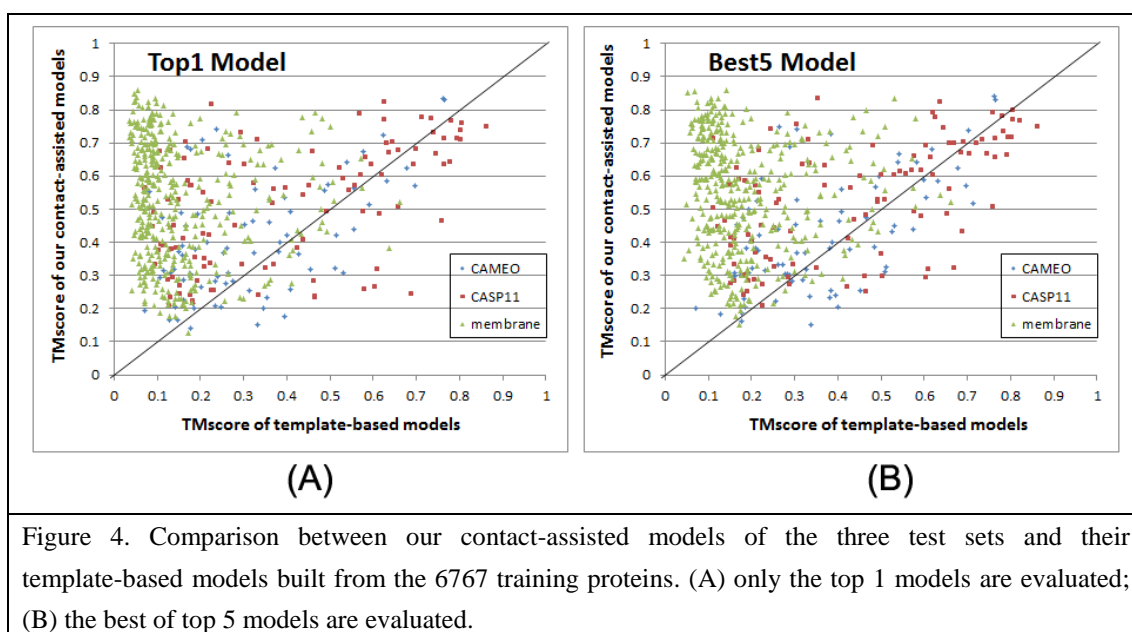 Top1 Model
TMscore of our contact-assisted models
1
0.9
0.8
0.7
0.6
0.5
0.4
0.3
0.2
0.1
0
0 0.1 0.2 0.3 0.4 0.5 0.6 0.7 0.8 0.9 1
TMscore of template-based models
CAMEO
CASP11
membrane
(A)
Best5 Model
TMscore of our contact-assisted models
1
0.9
0.8
0.7
0.6
0.5
0.4
0.3
0.2
0.1
0
0 0.1 0.2 0.3 0.4 0.5 0.6 0.7 0.8 0.9 1
TMscore of template-based models
CAMEO
CASP11
membrane
(B)
Figure 4. Comparison between our contact-assisted models of the three test sets and their
template-based models built from the 6767 training proteins. (A) only the top 1 models are evaluated;
(B) the best of top 5 models are evaluated.